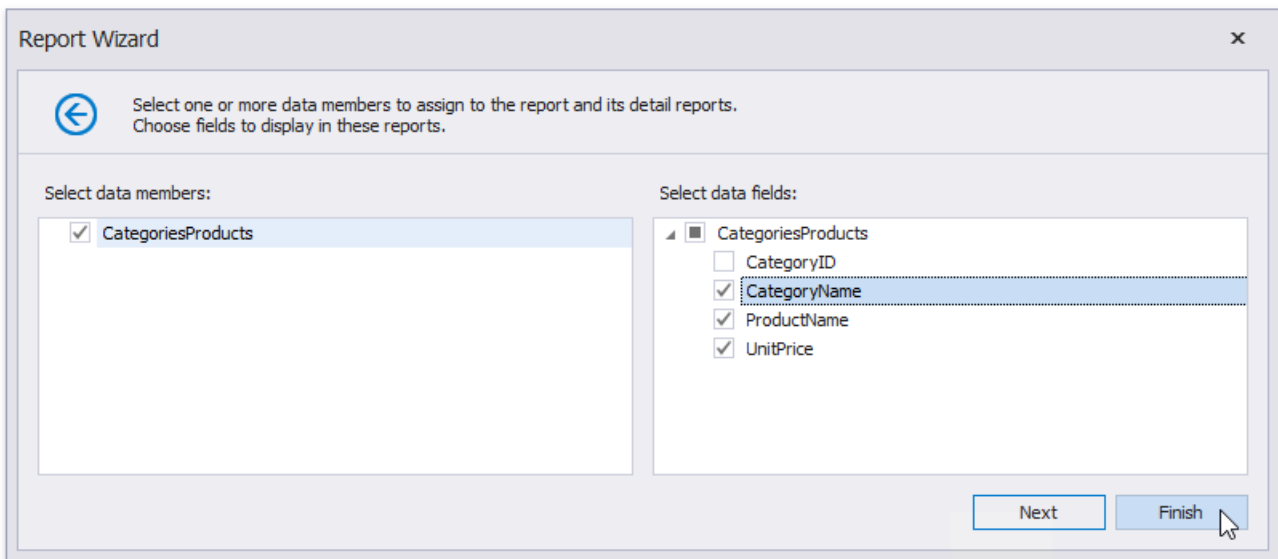 Report Wizard
Select one or more data members to assign to the report and its detail reports.
Choose fields to display in these reports.
Select data members:
CategoriesProducts
Select data fields:
CategoriesProducts
CategoryID
CategoryName
ProductName
UnitPrice
Next
Finish